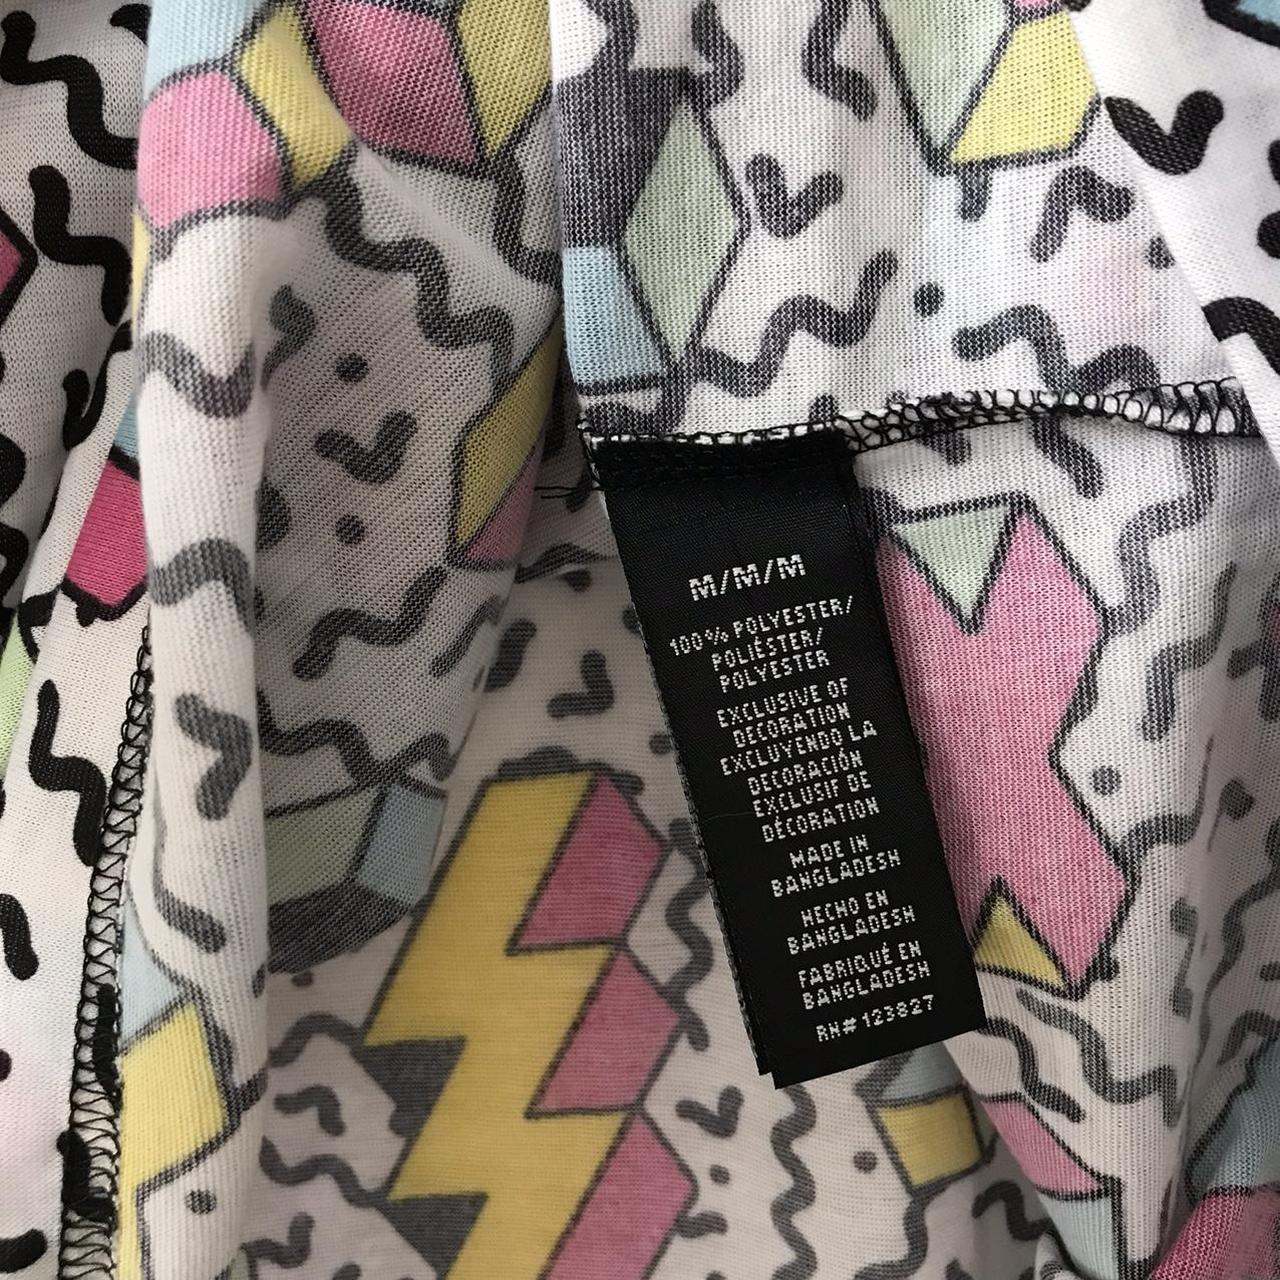 M/M/M
100% POLYESTER/
POLIÉSTER/
POLYESTER
EXCLUSIVE OF
DECORATION
EXCLUYENDO LA
DECORACIÓN
EXCLUSIF DE
DÉCORATION
MADE IN
BANGLADESH
HECHO EN
BANGLADESH
FABRIQUÉ EN
BANGLADESH
RN# 123827